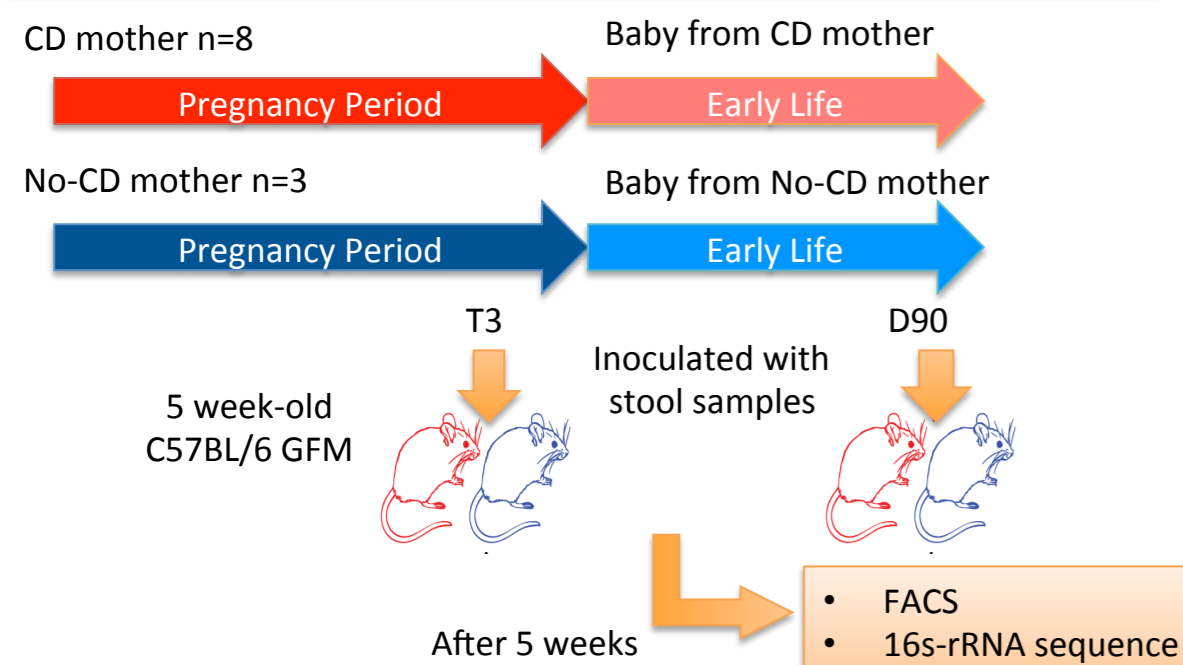 CD mother n=8
Baby from CD mother
Pregnancy Period
Early Life
No-CD mother n=3
Baby from No-CD mother
Pregnancy Period
Early Life
T3
D90
Inoculated with
stool samples
5 week-old
C57BL/6 GFM
After 5 weeks
• FACS
• 16s-rRNA sequence